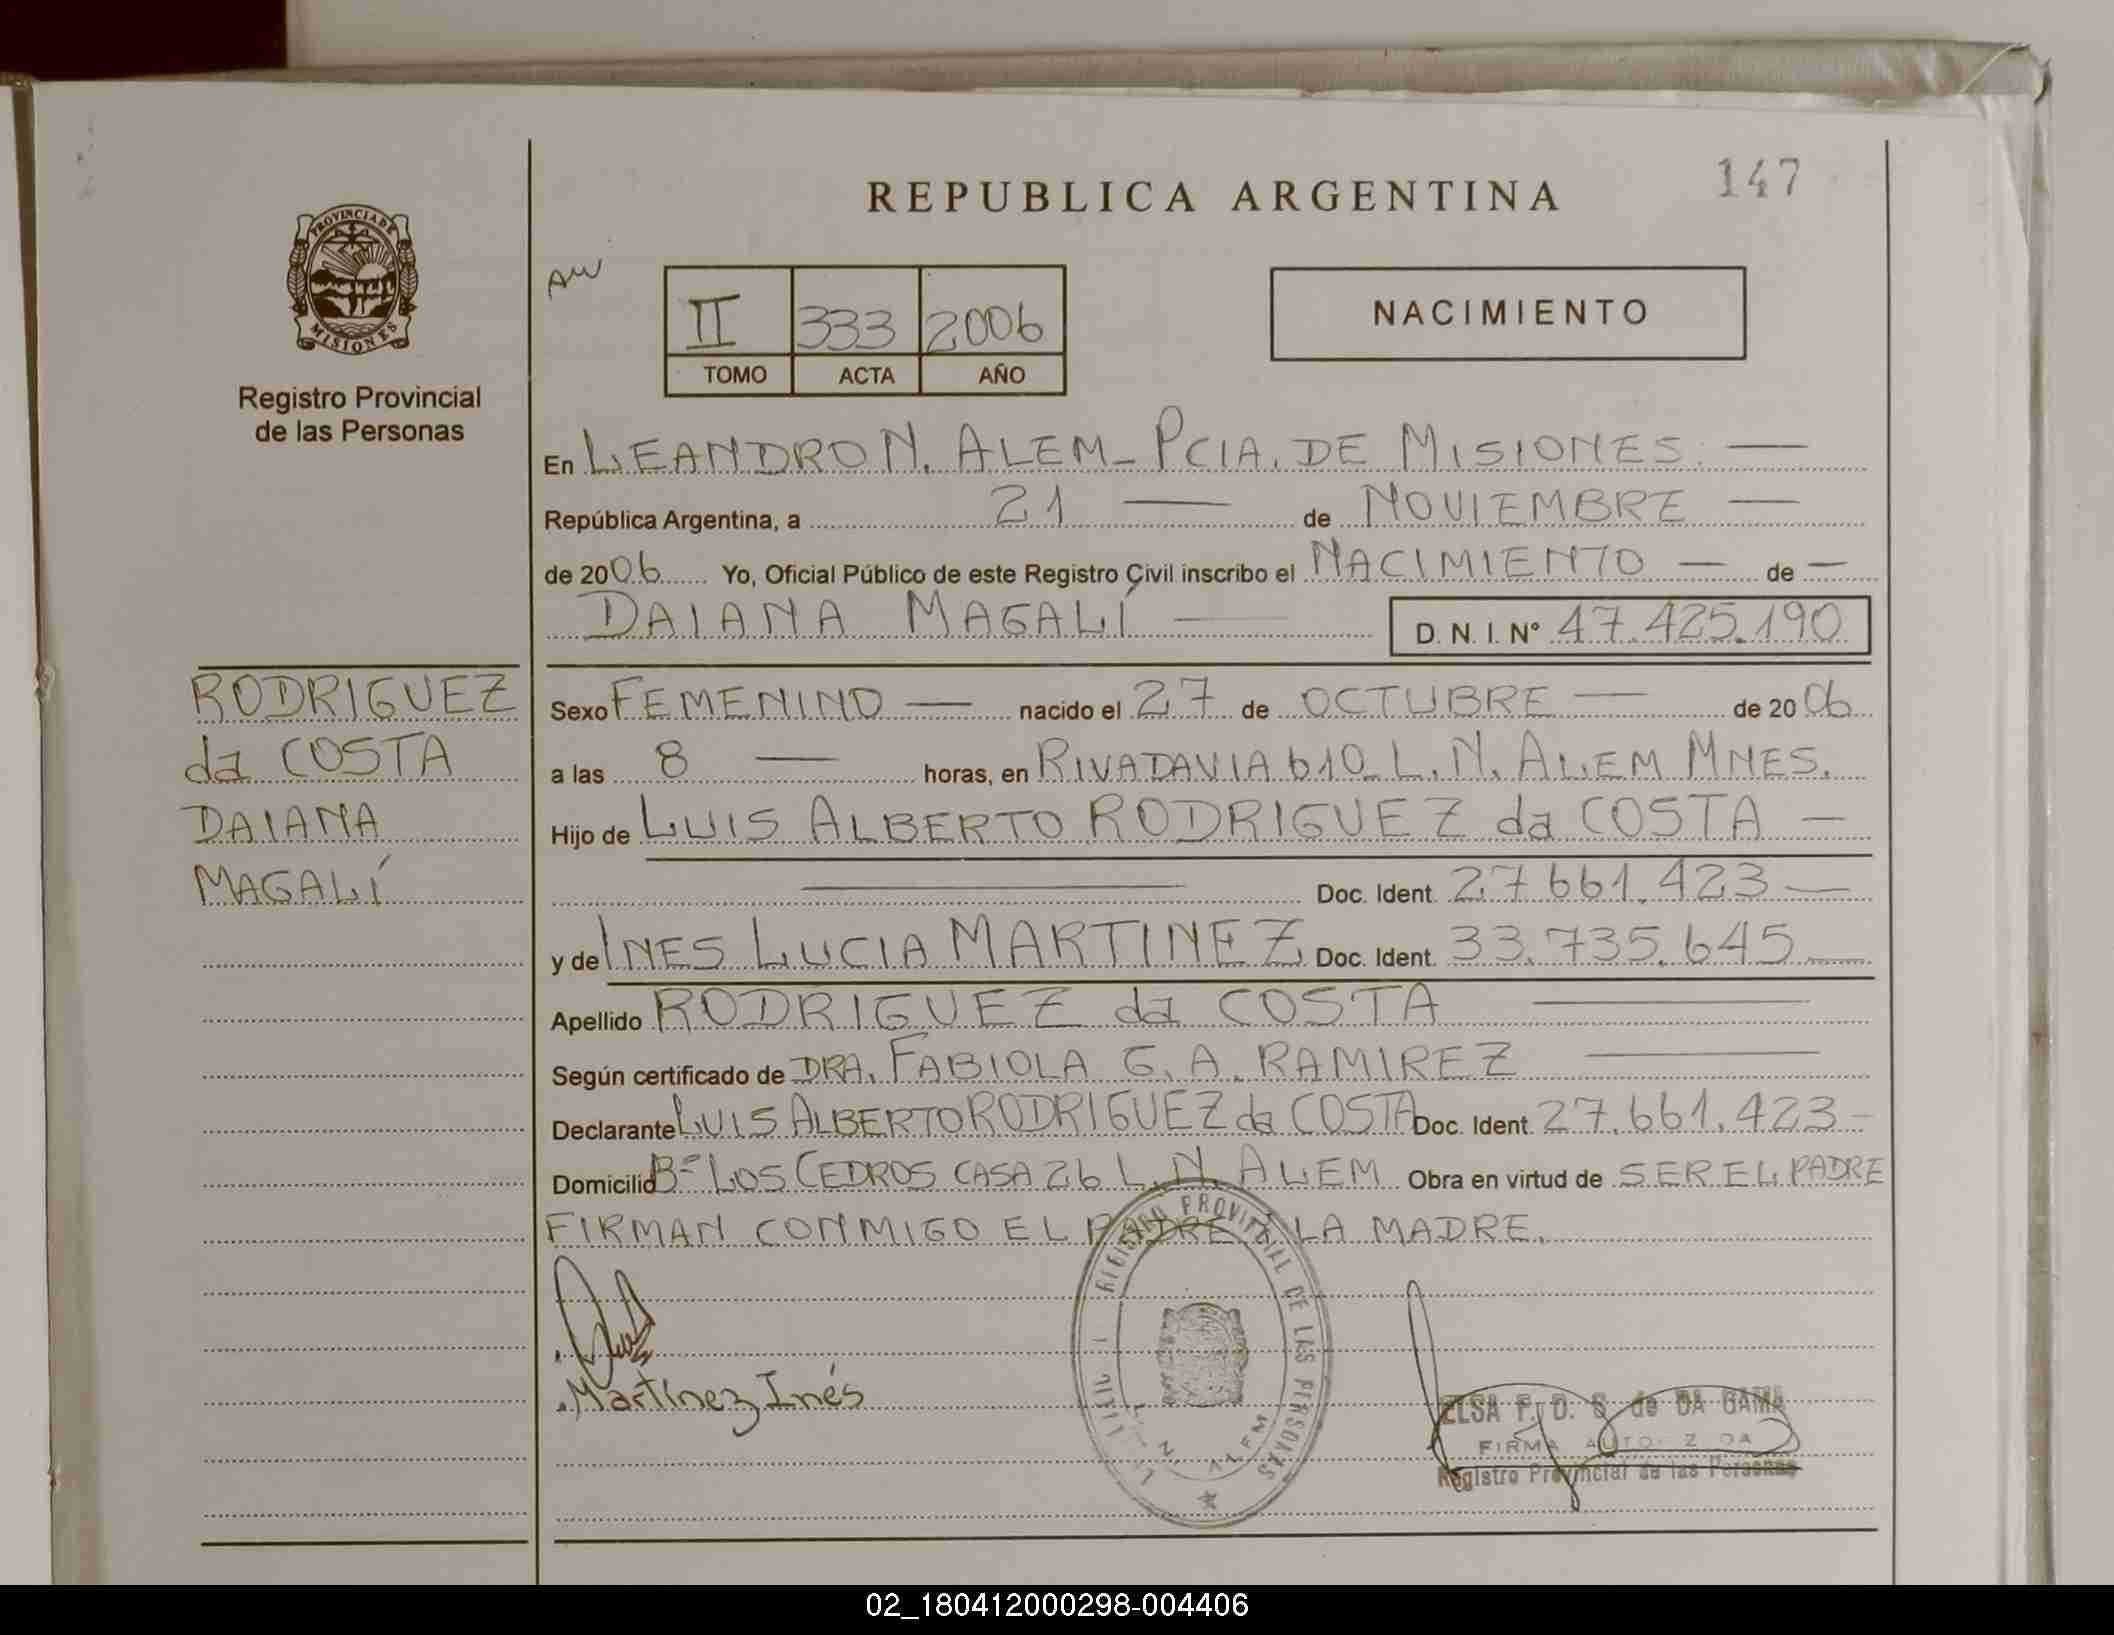 REPUBLICA ARGENTINA
147
PROVINCIA DE
MISIONES
Registro Provincial
de las Personas
II 333 2006
TOMO ACTA AÑO
NACIMIENTO
En LEANDRO N. ALEM_ PCIA. DE MISIONES. —
República Argentina, a 21 — de NOVIEMBRE —
de 2006 Yo, Oficial Público de este Registro Civil inscribo el NACIMIENTO — de —
DAIANA MAGALÍ — D. N. I. Nº 47.425.190
RODRIGUEZ
da COSTA
DAIANA
MAGALÍ
Sexo FEMENINO — nacido el 27 de OCTUBRE — de 2006
a las 8 — horas, en RIVADAVIA 610_ L. N. ALEM MNES.
Hijo de LUIS ALBERTO RODRIGUEZ da COSTA —
— Doc. Ident. 27.661.423 —
y de INES LUCIA MARTINEZ Doc. Ident. 33.735.645
Apellido RODRIGUEZ da COSTA —
Según certificado de DRA. FABIOLA G. A. RAMIREZ —
Declarante LUIS ALBERTO RODRIGUEZ da COSTA Doc. Ident. 27.661.423 -
Domicilio Bº LOS CEDROS CASA 26 L. N. ALEM Obra en virtud de SER EL PADRE
FIRMAN CONMIGO EL PADRE Y LA MADRE.
Martínez Inés
REGISTRO PROVINCIAL DE LAS PERSONAS
L. N. ALEM
ELSA F. D. S de DA GAMA
FIRMA AUTORIZADA
Registro Provincial de las Personas
02_180412000298-004406